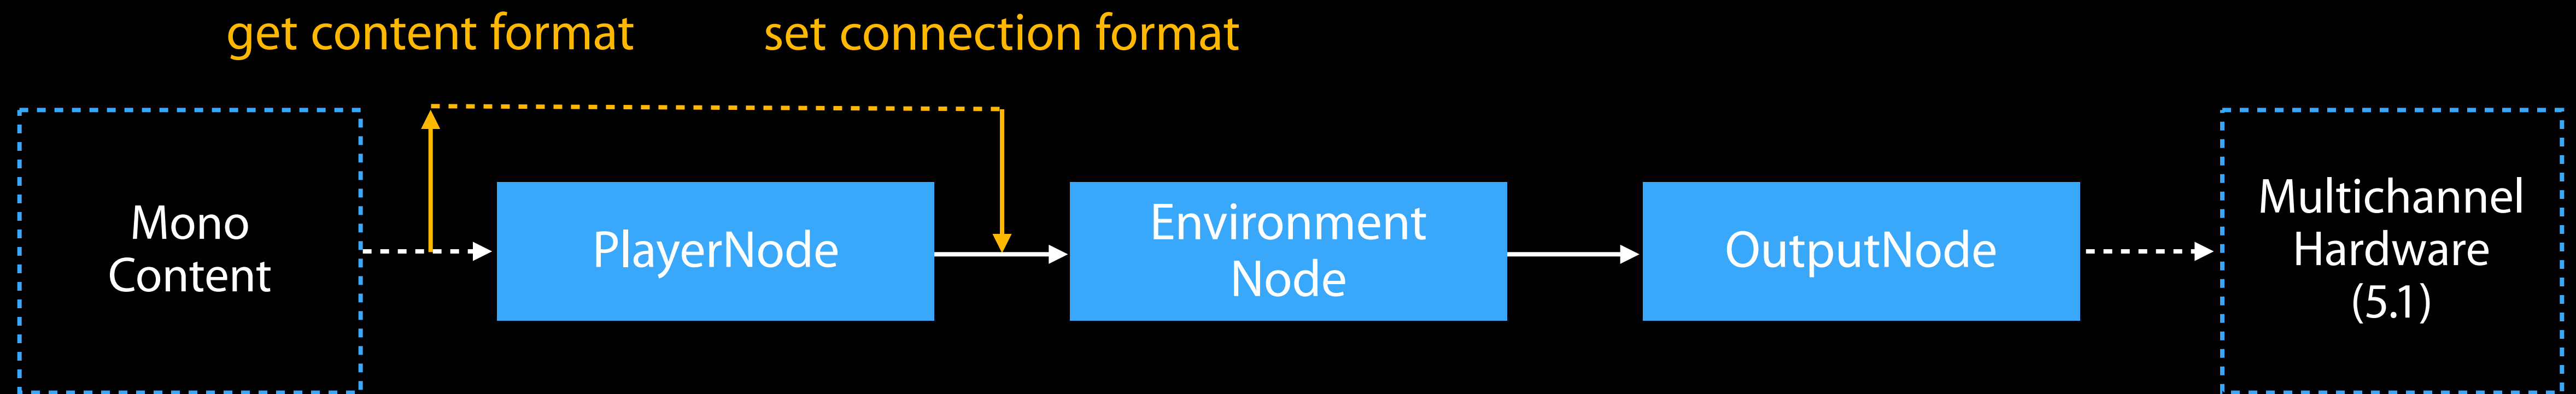 get content format
set connection format
Mono
Content
PlayerNode
Environment
Node
OutputNode
Multichannel
Hardware
(5.1)